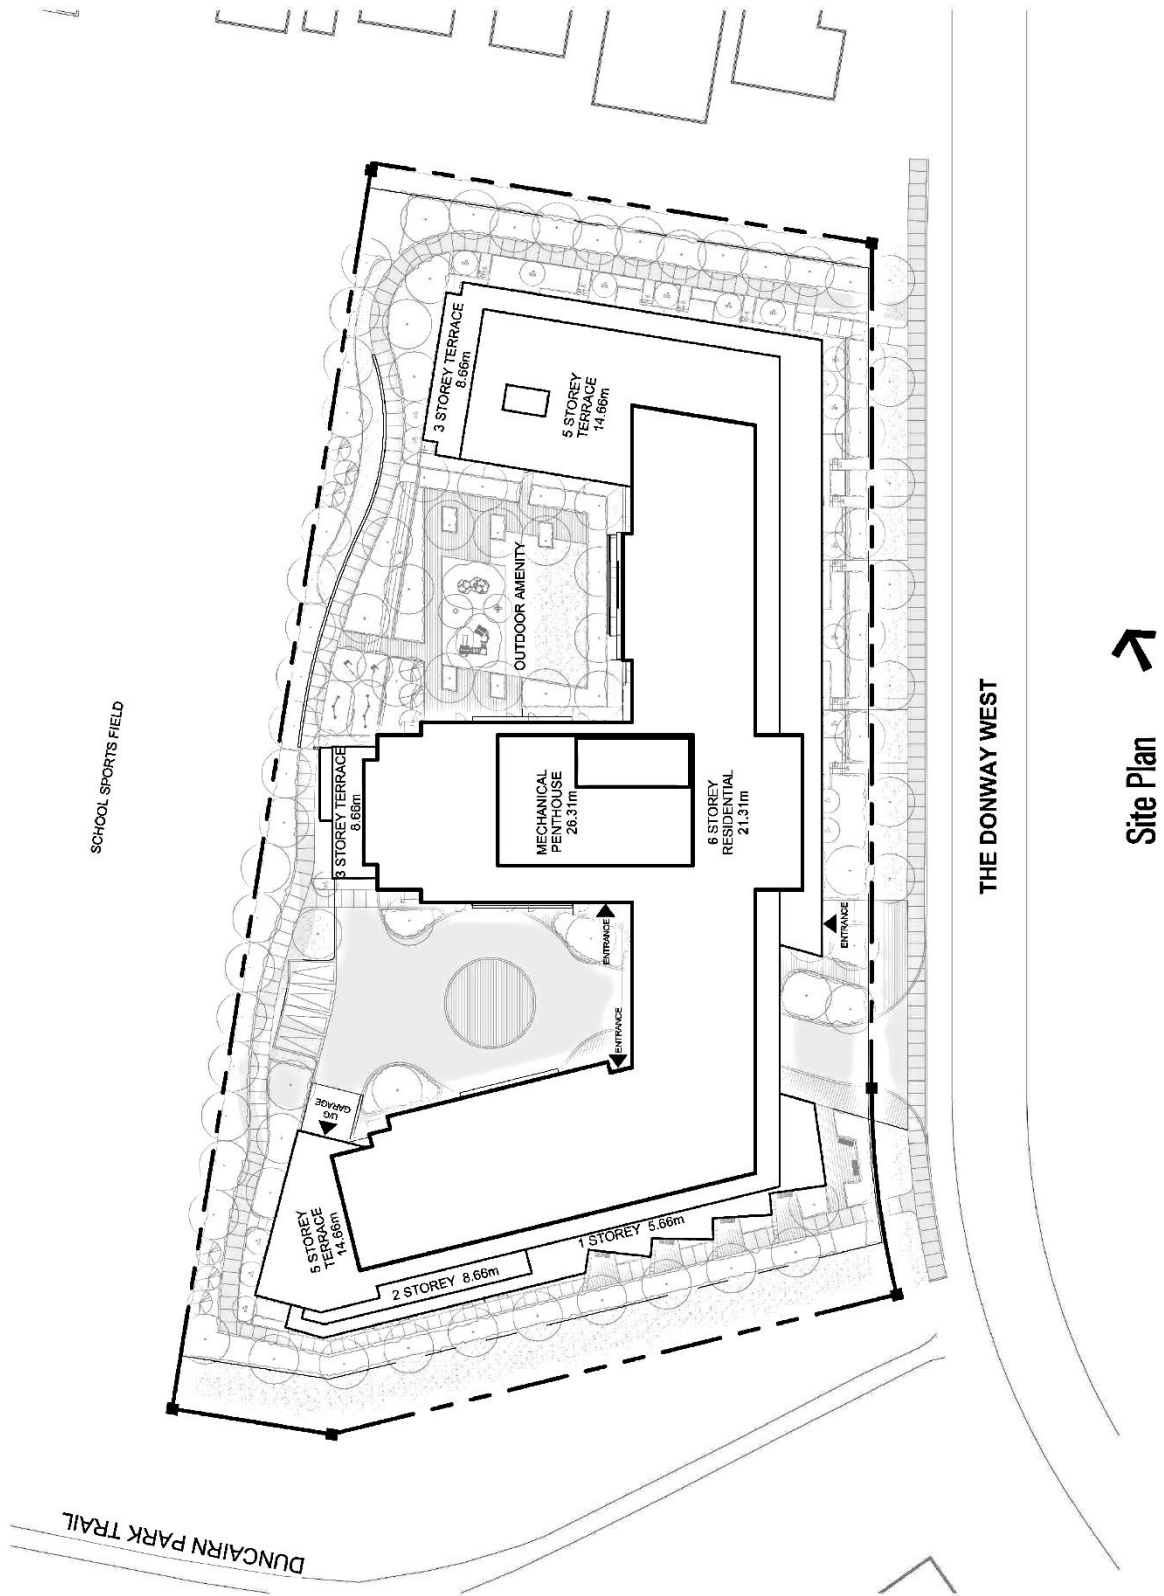 3 STOREY TERRACE
8.66m
5 STOREY
TERRACE
14.66m
OUTDOOR AMENITY
SCHOOL SPORTS FIELD
3 STOREY TERRACE
8.66m
MECHANICAL
PENTHOUSE
26.31m
6 STOREY
RESIDENTIAL
21.31m
THE DONWAY WEST
Site Plan
ENTRANCE
ENTRANCE
ENTRANCE
U/G
GARAGE
5 STOREY
TERRACE
14.66m
2 STOREY 8.66m
1 STOREY 5.66m
DUNCAIRN PARK TRAIL